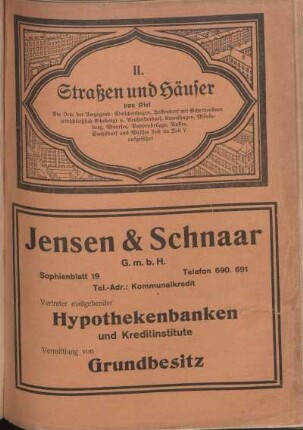 II.
Straßen und Häuser
von Kiel
Jensen & Schnaar
G. m. b. H.
Sophienblatt 19 Telefon 690. 691
Tel.-Adr.: Kommunalkredit
Vertreter maßgebender
Hypothekenbanken
und Kreditinstitute
Vermittlung von
Grundbesitz